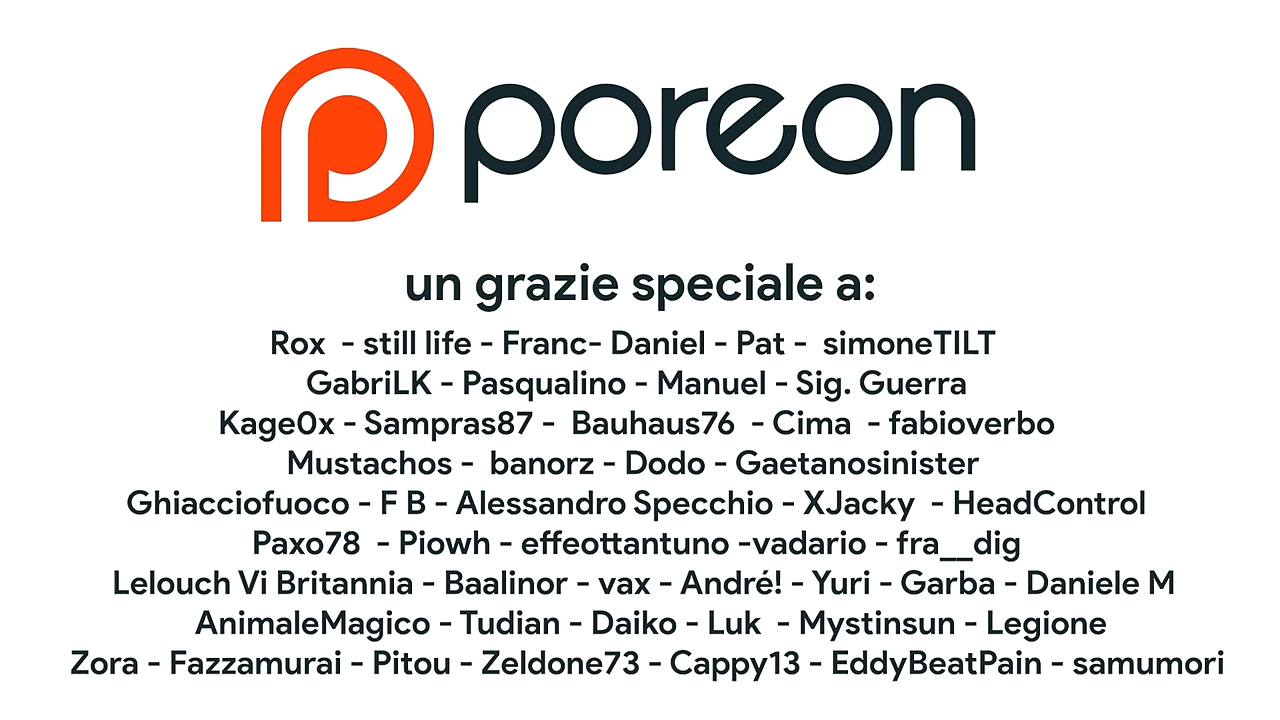 poreon
un grazie speciale a:
Rox - still life - Franc- Daniel - Pat - simoneTILT
GabriLK - Pasqualino - Manuel - Sig. Guerra
Kage0x - Sampras87 - Bauhaus76 - Cima - fabioverbo
Mustachos - banorz - Dodo - Gaetanosinister
Ghiacciofuoco - F B - Alessandro Specchio - XJacky - HeadControl
Paxo78 - Piowh - effeottantuno -vadario - fra__dig
Lelouch Vi Britannia - Baalinor - vax - André! - Yuri - Garba - Daniele M
AnimaleMagico - Tudian - Daiko - Luk - Mystinsun - Legione
Zora - Fazzamurai - Pitou - Zeldone73 - Cappy13 - EddyBeatPain - samumori